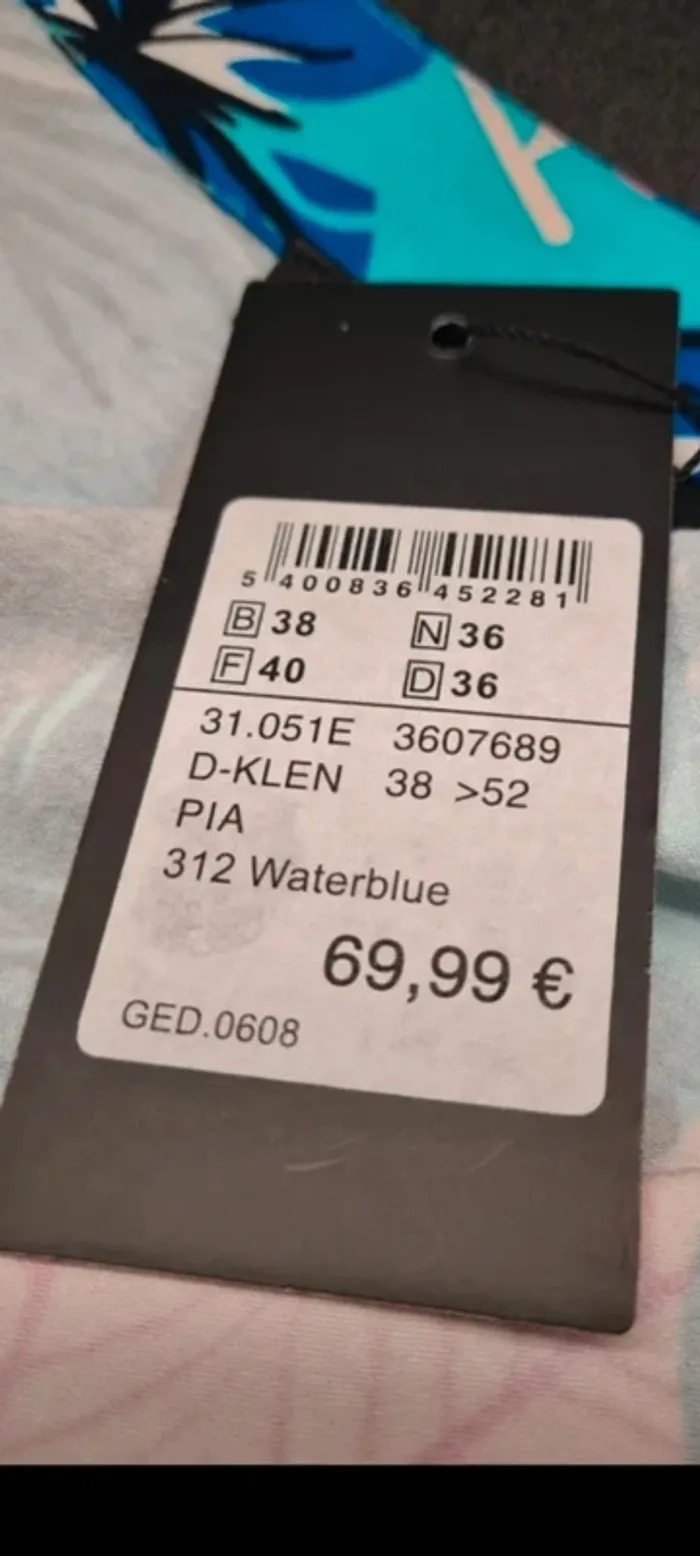 5 400836 452281
B 38 N 36
F 40 D 36
31.051E 3607689
D-KLEN 38 >52
PIA
312 Waterblue
69,99 €
GED.0608